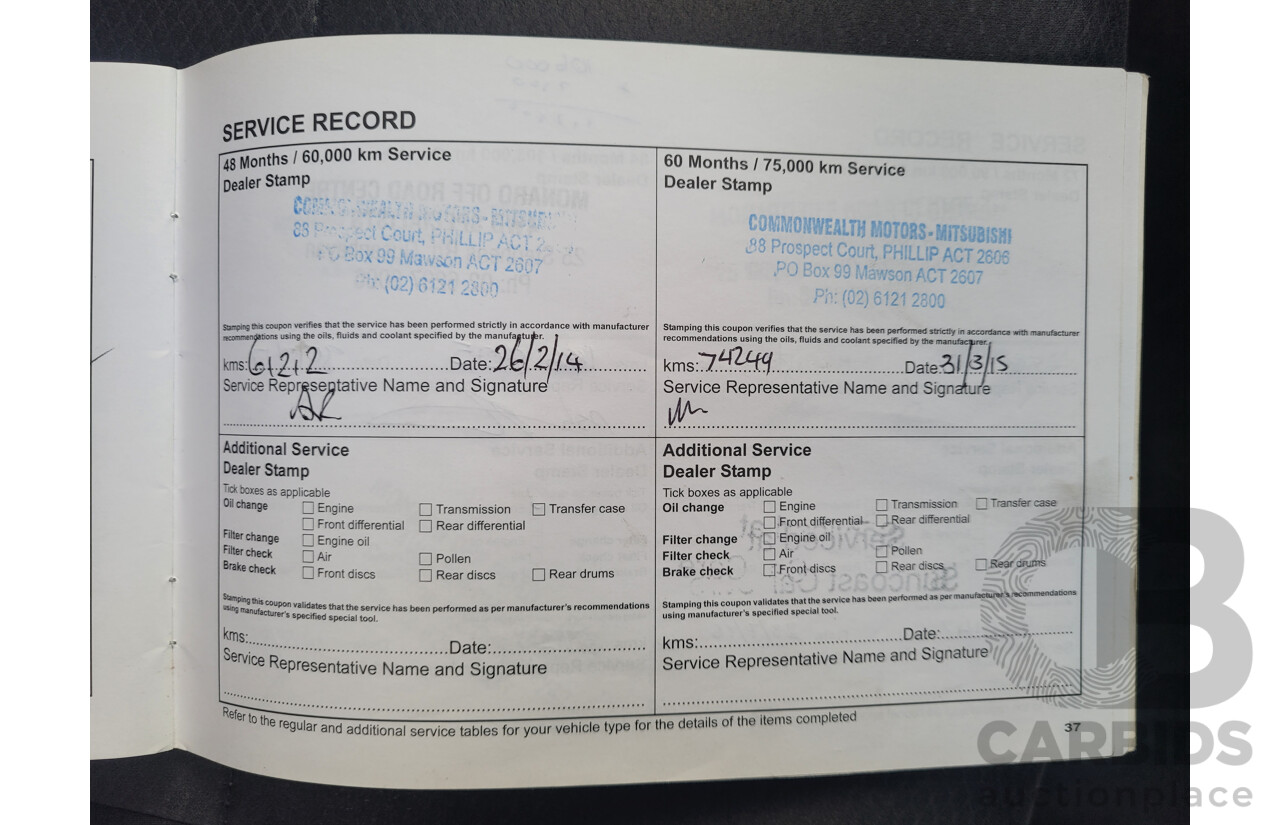 SERVICE RECORD
48 Months / 60,000 km Service
Dealer Stamp
COMMONWEALTH MOTORS - MITSUBISHI
88 Prospect Court, PHILLIP ACT
PO Box 99 Mawson ACT 2607
Ph: (02) 6121 2800
Stamping this coupon verifies that the service has been performed strictly in accordance with manufacturer
recommendations using the oils, fluids and coolant specified by the manufacturer.
kms: 61212 Date: 26/2/14
Service Representative Name and Signature
Additional Service
Dealer Stamp
Tick boxes as applicable
Oil change Engine Transmission Transfer case
Front differential Rear differential
Filter change Engine oil
Filter check Air Pollen
Brake check Front discs Rear discs Rear drums
Stamping this coupon validates that the service has been performed as per manufacturer's recommendations
using manufacturer's specified special tool.
kms: Date:
Service Representative Name and Signature
60 Months / 75,000 km Service
Dealer Stamp
COMMONWEALTH MOTORS - MITSUBISHI
88 Prospect Court, PHILLIP ACT 2606
PO Box 99 Mawson ACT 2607
Ph: (02) 6121 2800
Stamping this coupon verifies that the service has been performed strictly in accordance with manufacturer
recommendations using the oils, fluids and coolant specified by the manufacturer.
kms: 74249 Date: 31/3/15
Service Representative Name and Signature
Additional Service
Dealer Stamp
Tick boxes as applicable
Oil change Engine Transmission Transfer case
Front differential Rear differential
Filter change Engine oil
Filter check Air Pollen
Brake check Front discs Rear discs Rear drums
Stamping this coupon validates that the service has been performed as per manufacturer's recommendations
using manufacturer's specified special tool.
kms: Date:
Service Representative Name and Signature
Refer to the regular and additional service tables for your vehicle type for the details of the items completed
37
CB
CARBIDS
auctionplace